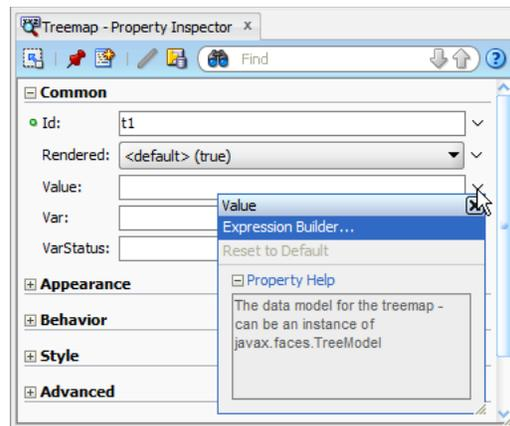 Treemap - Property Inspector x
Find
Common
Id: t1
Rendered: <default> (true)
Value:
Var:
VarStatus:
Value
Expression Builder...
Reset to Default
Property Help
The data model for the treemap -
can be an instance of
javax.faces.TreeModel
Appearance
Behavior
Style
Advanced